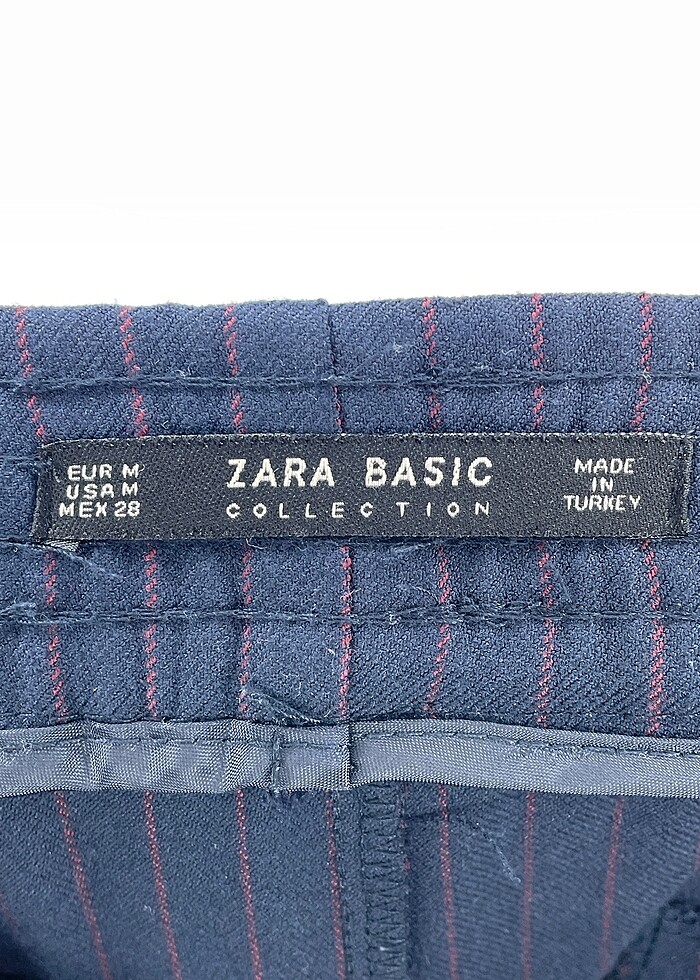 EUR M
USA M
MEX 28
ZARA BASIC
COLLECTION
MADE
IN
TURKEY